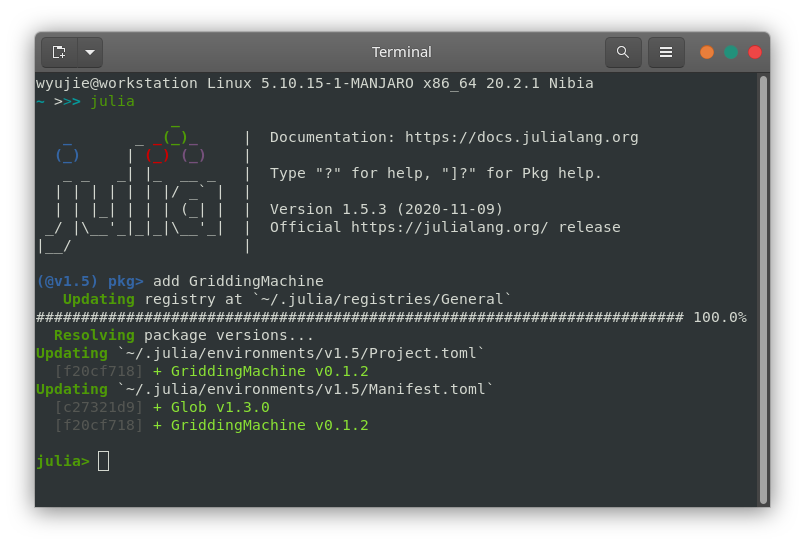 Terminal
wyujie@workstation Linux 5.10.15-1-MANJARO x86_64 20.2.1 Nibia
~ >>> julia
               _
   _       _ _(_)_     |  Documentation: https://docs.julialang.org
  (_)     | (_) (_)    |
   _ _   _| |_  __ _   |  Type "?" for help, "]?" for Pkg help.
  | | | | | | |/ _` |  |
  | | |_| | | | (_| |  |  Version 1.5.3 (2020-11-09)
 _/ |\__'_|_|_|\__'_|  |  Official https://julialang.org/ release
|__/                   |
(@v1.5) pkg> add GriddingMachine
   Updating registry at `~/.julia/registries/General`
######################################################################## 100.0%
  Resolving package versions...
Updating `~/.julia/environments/v1.5/Project.toml`
  [f20cf718] + GriddingMachine v0.1.2
Updating `~/.julia/environments/v1.5/Manifest.toml`
  [c27321d9] + Glob v1.3.0
  [f20cf718] + GriddingMachine v0.1.2
julia>